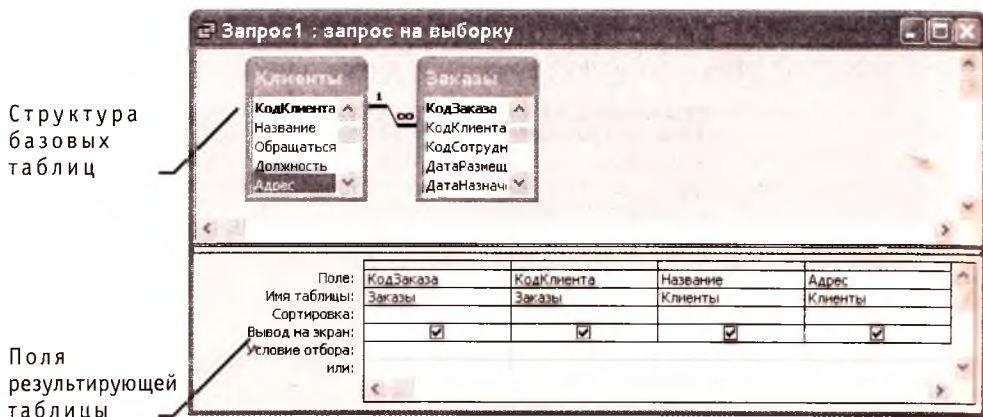 Запрос1 : запрос на выборку
Клиенты
КодКлиента
Название
Обращаться
Должность
Адрес
1
∞
Заказы
КодЗаказа
КодКлиента
КодСотрудн
ДатаРазмещ
ДатаНазнач
Структура
базовых
таблиц
Поле: КодЗаказа КодКлиента Название Адрес
Имя таблицы: Заказы Заказы Клиенты Клиенты
Сортировка:
Вывод на экран:
Условие отбора:
или:
Поля
результирующей
таблицы